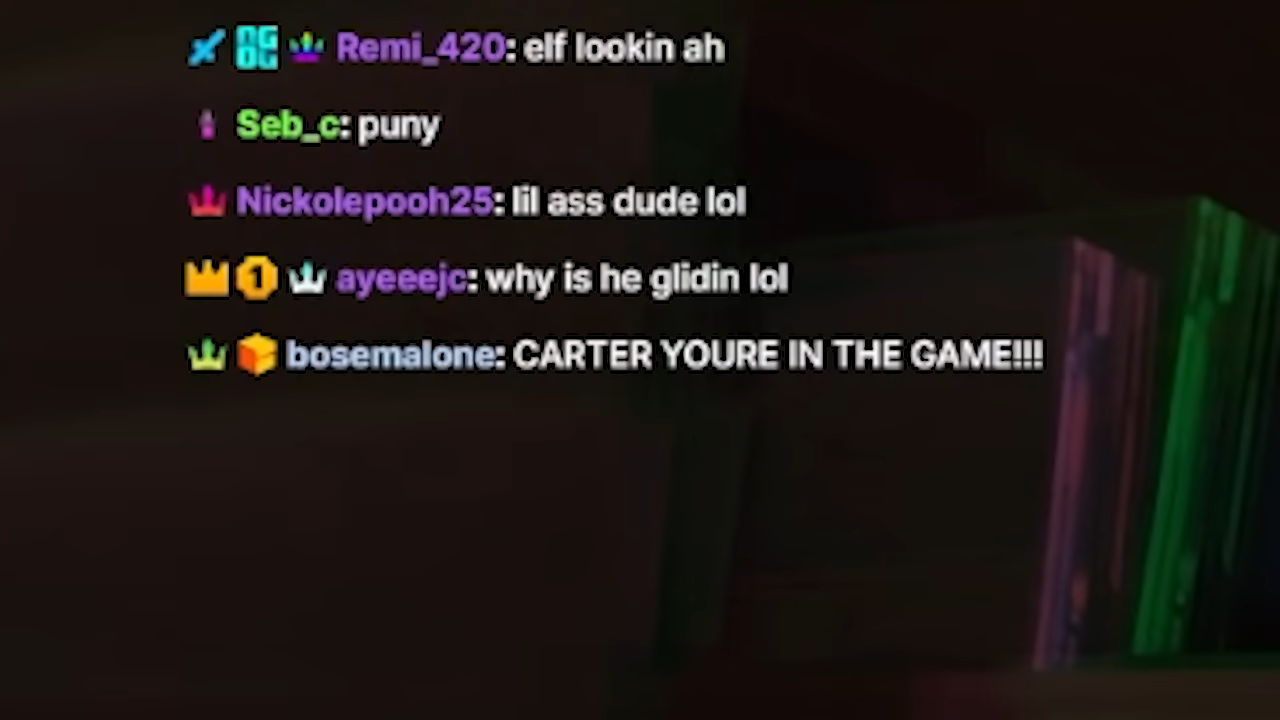 Remi_420: elf lookin ah
Seb_c: puny
Nickolepooh25: lil ass dude lol
1 ayeeejc: why is he glidin lol
bosemalone: CARTER YOURE IN THE GAME!!!